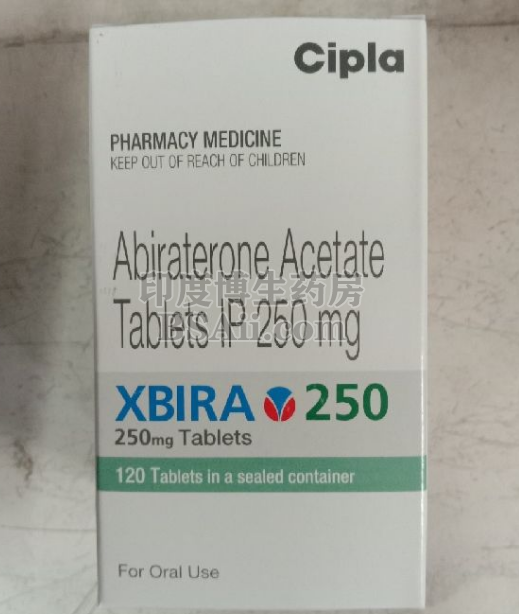 Cipla
PHARMACY MEDICINE
KEEP OUT OF REACH OF CHILDREN
Abiraterone Acetate
印度博生药房
Tablets IP 250 mg
XBIRA 250
250mg Tablets
120 Tablets in a sealed container
For Oral Use